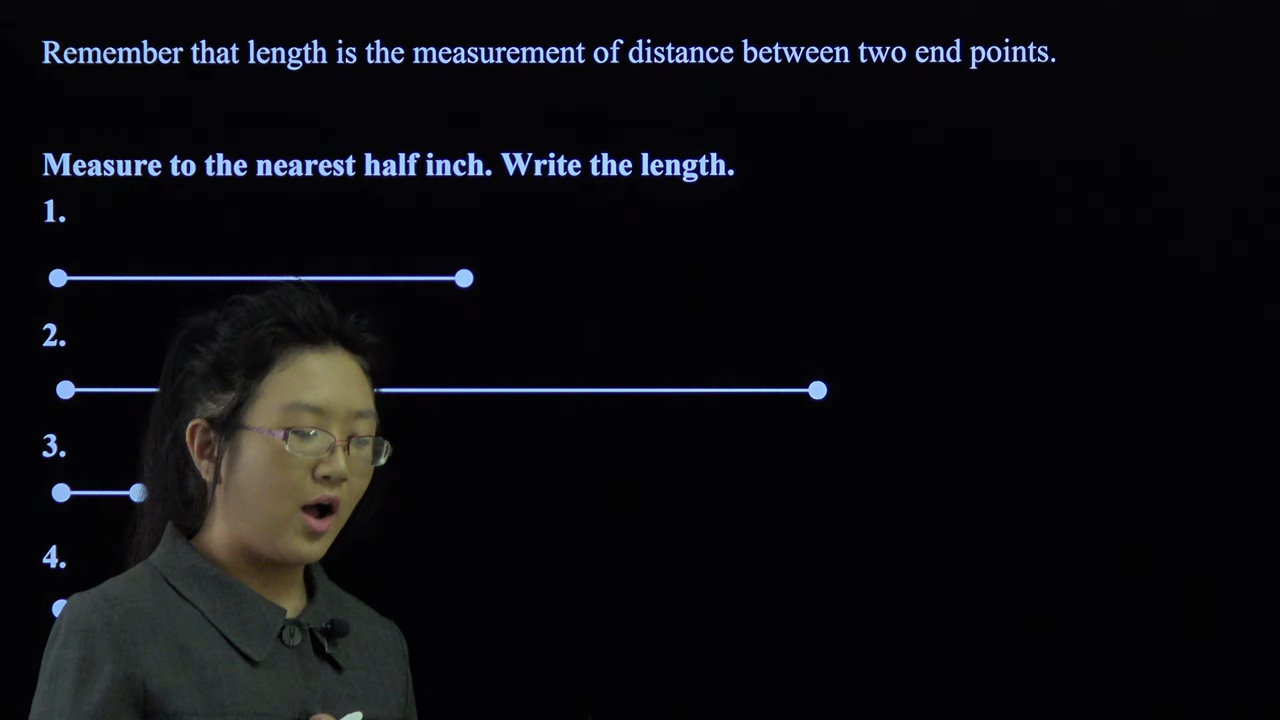 Remember that length is the measurement of distance between two end points.
Measure to the nearest half inch. Write the length.
1.
2.
3.
4.